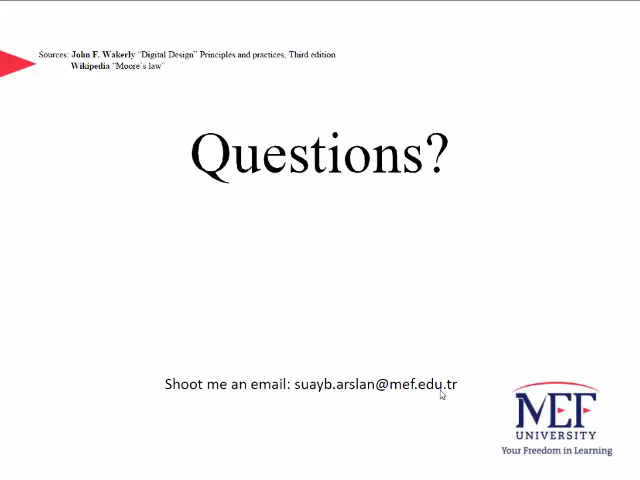 Sources: John F. Wakerly “Digital Design” Principles and practices, Third edition
Wikipedia “Moore’s law”
Questions?
Shoot me an email: suayb.arslan@mef.edu.tr
MEF
UNIVERSITY
Your Freedom in Learning